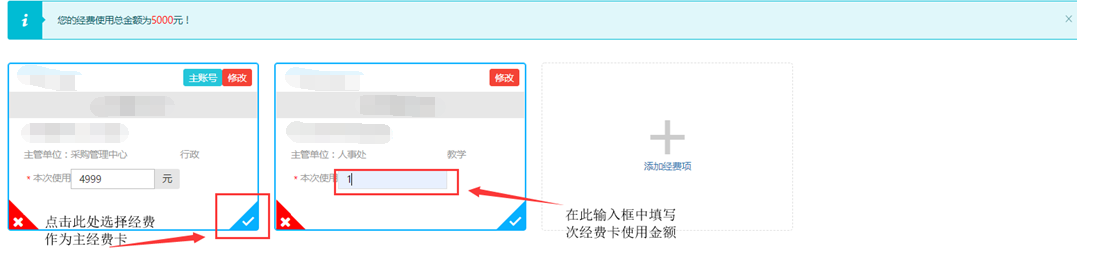 您的经费使用总金额为5000元！
主账号 修改
主管单位：采购管理中心 行政
* 本次使用 4999 元
点击此处选择经费
作为主经费卡
修改
主管单位：人事处 教学
* 本次使用 1
在此输入框中填写
次经费卡使用金额
添加经费项